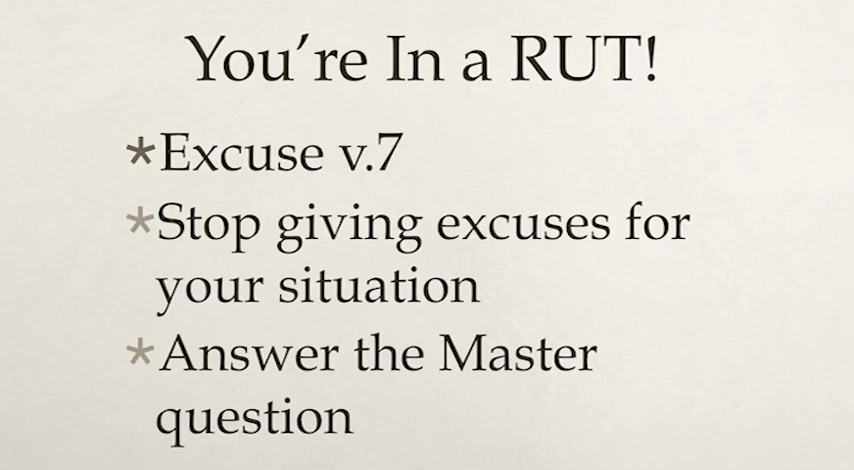 You’re In a RUT!
*Excuse v.7
*Stop giving excuses for
your situation
*Answer the Master
question